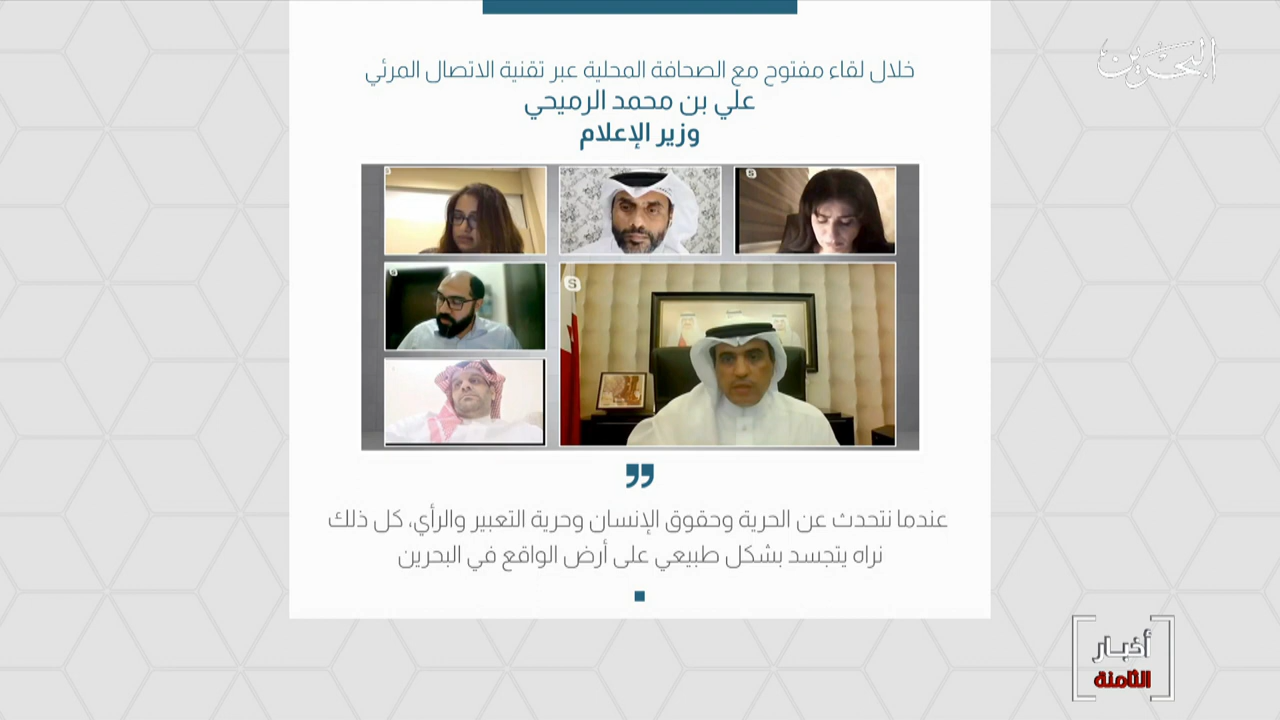 البحرين
خلال لقاء مفتوح مع الصحافة المحلية عبر تقنية الاتصال المرئي
علي بن محمد الرميحي
وزير الإعلام
عندما نتحدث عن الحرية وحقوق الإنسان وحرية التعبير والرأي، كل ذلك
نراه يتجسد بشكل طبيعي على أرض الواقع في البحرين
أخبار
الثامنة